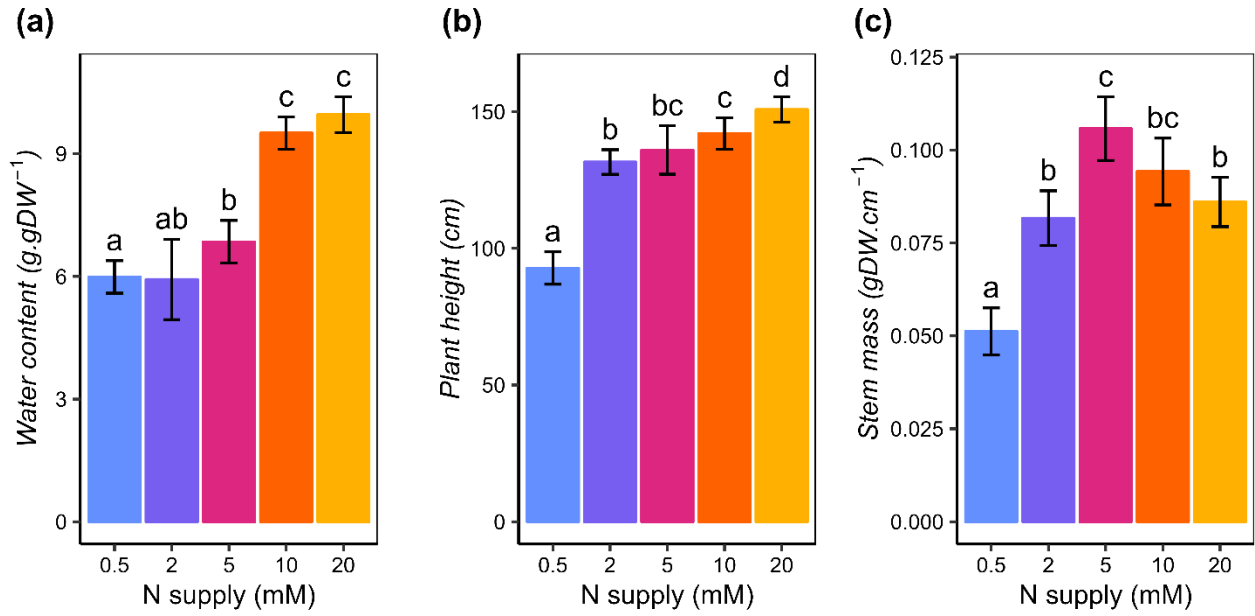 (a)
Water content (g.gDW⁻¹)
9
6
3
0
a
ab
b
c
c
0.5 2 5 10 20
N supply (mM)
(b)
Plant height (cm)
150
100
50
0
a
b
bc
c
d
0.5 2 5 10 20
N supply (mM)
(c)
Stem mass (gDW.cm⁻¹)
0.125
0.100
0.075
0.050
0.025
0.000
a
b
c
bc
b
0.5 2 5 10 20
N supply (mM)